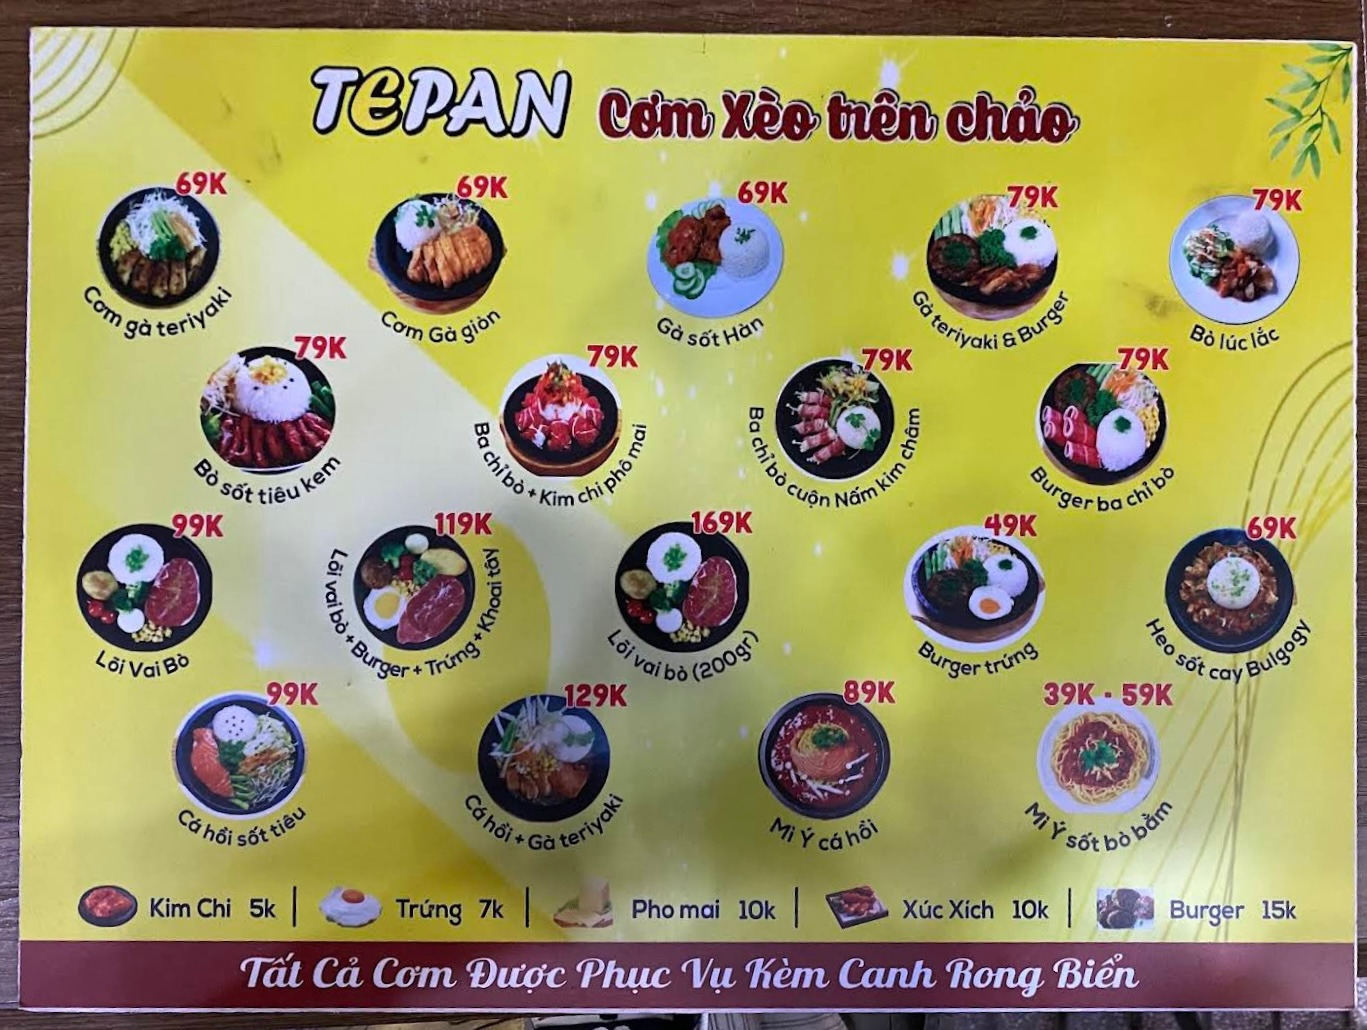 TEPAN Cơm Xèo trên chảo
69K
Cơm gà teriyaki
69K
Cơm Gà giòn
69K
Gà sốt Hàn
79K
Gà teriyaki & Burger
79K
Bò lúc lắc
79K
Bò sốt tiêu kem
79K
Ba chỉ bò + Kim chi phô mai
79K
Ba chỉ bò cuộn Nấm kim châm
79K
Burger ba chỉ bò
99K
Lõi Vai Bò
119K
Lõi vai bò + Burger + Trứng + Khoai tây
169K
Lõi vai bò (200gr)
49K
Burger trứng
69K
Heo sốt cay Bulgogy
99K
Cá hồi sốt tiêu
129K
Cá hồi + Gà teriyaki
89K
Mì Ý cá hồi
39K - 59K
Mì Ý sốt bò bằm
Kim Chi 5k | Trứng 7k | Pho mai 10k | Xúc Xích 10k | Burger 15k
Tất Cả Cơm Được Phục Vụ Kèm Canh Rong Biển